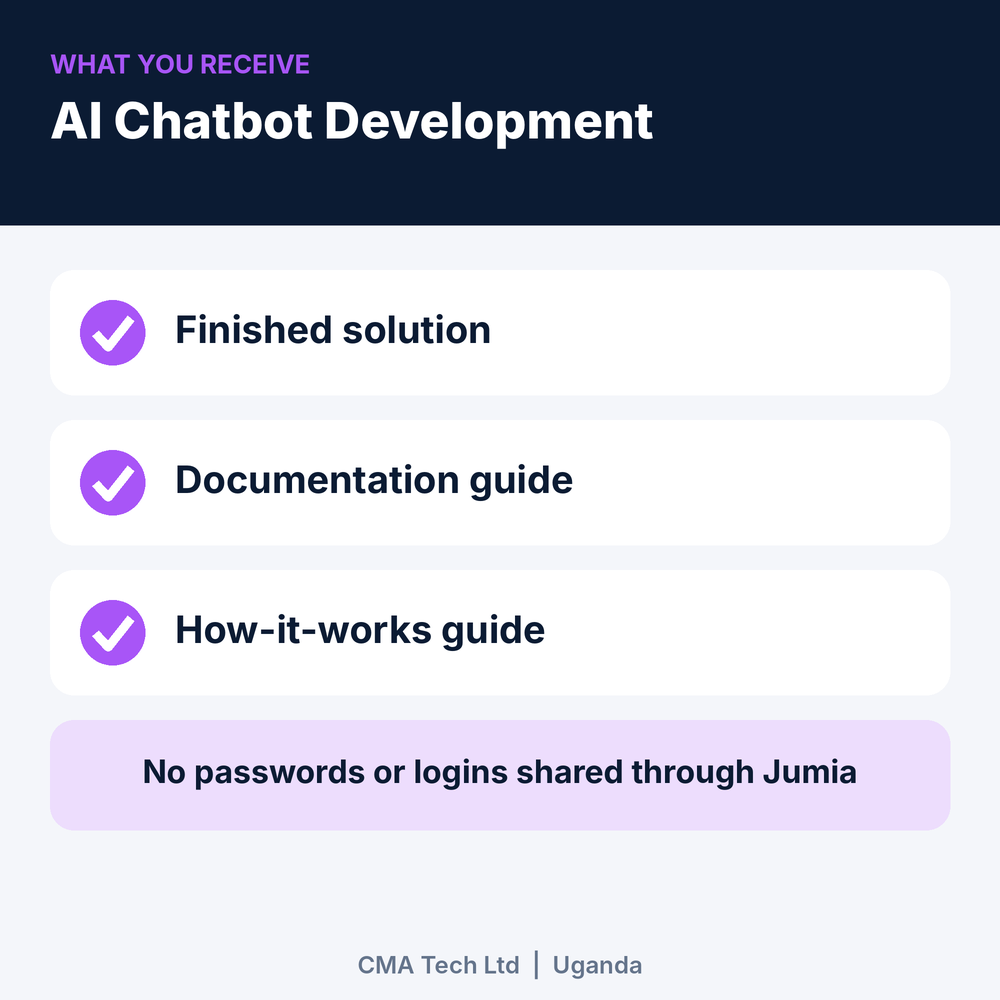 WHAT YOU RECEIVE
AI Chatbot Development
Finished solution
Documentation guide
How-it-works guide
No passwords or logins shared through Jumia
CMA Tech Ltd | Uganda